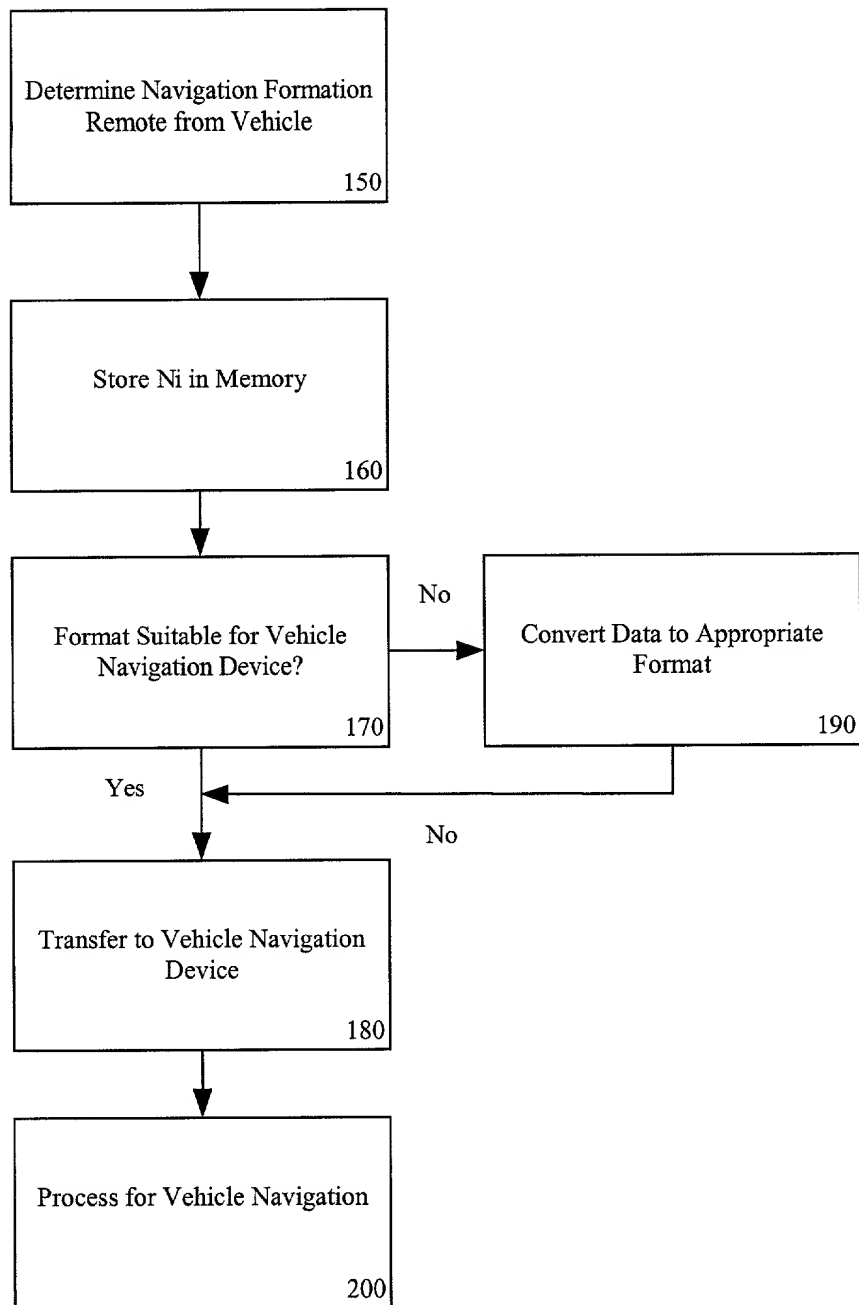 Determine Navigation Formation
Remote from Vehicle
150
Store Ni in Memory
160
Format Suitable for Vehicle
Navigation Device?
170
No
Convert Data to Appropriate
Format
190
Yes
No
Transfer to Vehicle Navigation
Device
180
Process for Vehicle Navigation
200